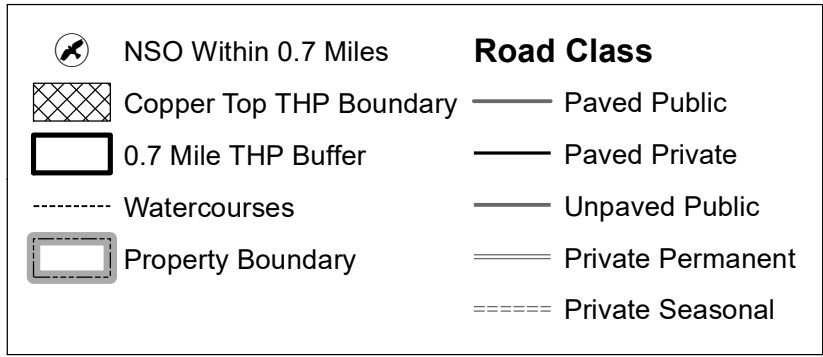 NSO Within 0.7 Miles
Copper Top THP Boundary
0.7 Mile THP Buffer
Watercourses
Property Boundary
Road Class
Paved Public
Paved Private
Unpaved Public
Private Permanent
Private Seasonal